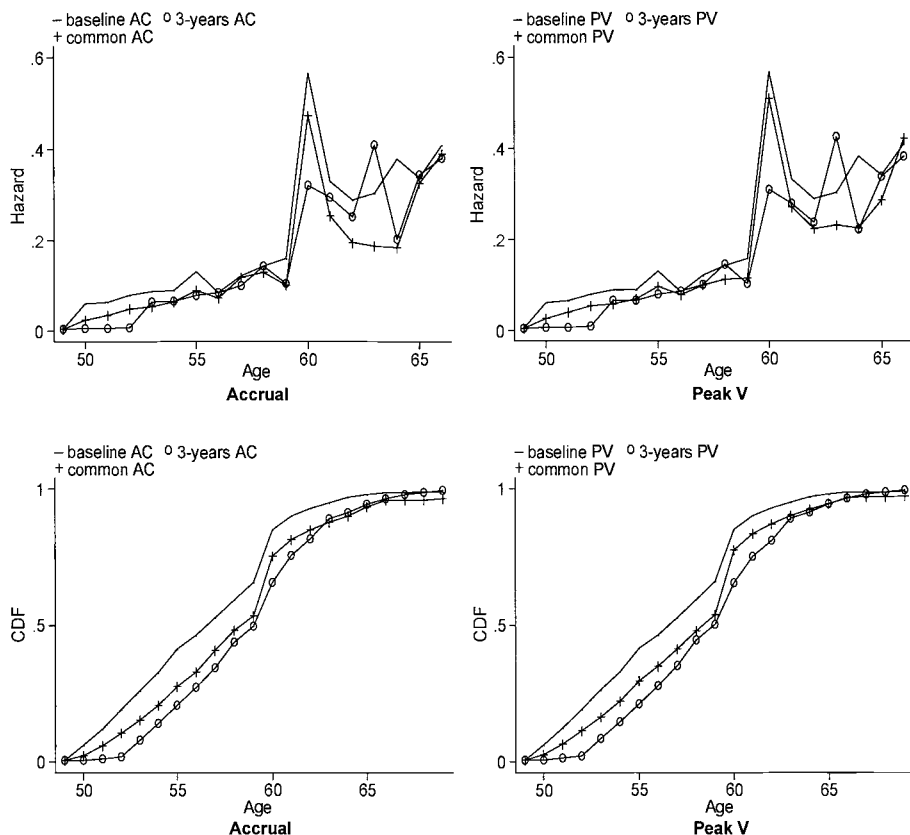 – baseline AC o 3-years AC
+ common AC
.6
.4
.2
0
Hazard
50 55 60 65
Age
Accrual
– baseline PV o 3-years PV
+ common PV
.6
.4
.2
0
Hazard
50 55 60 65
Age
Peak V
– baseline AC o 3-years AC
+ common AC
1
.5
0
CDF
50 55 60 65
Age
Accrual
– baseline PV o 3-years PV
+ common PV
1
.5
0
CDF
50 55 60 65
Age
Peak V